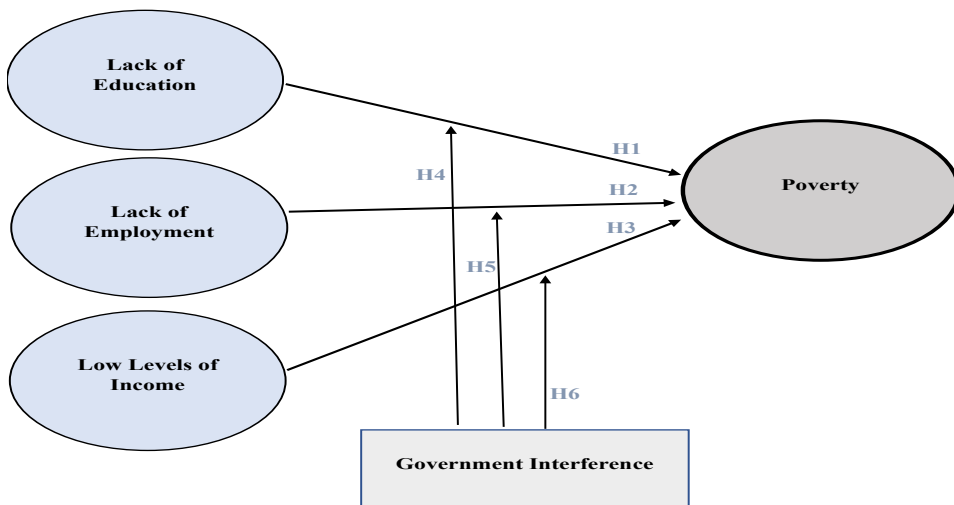 Lack of
Education
H1
H4
Poverty
H2
Lack of
Employment
H3
H5
Low Levels of
Income
H6
Government Interference